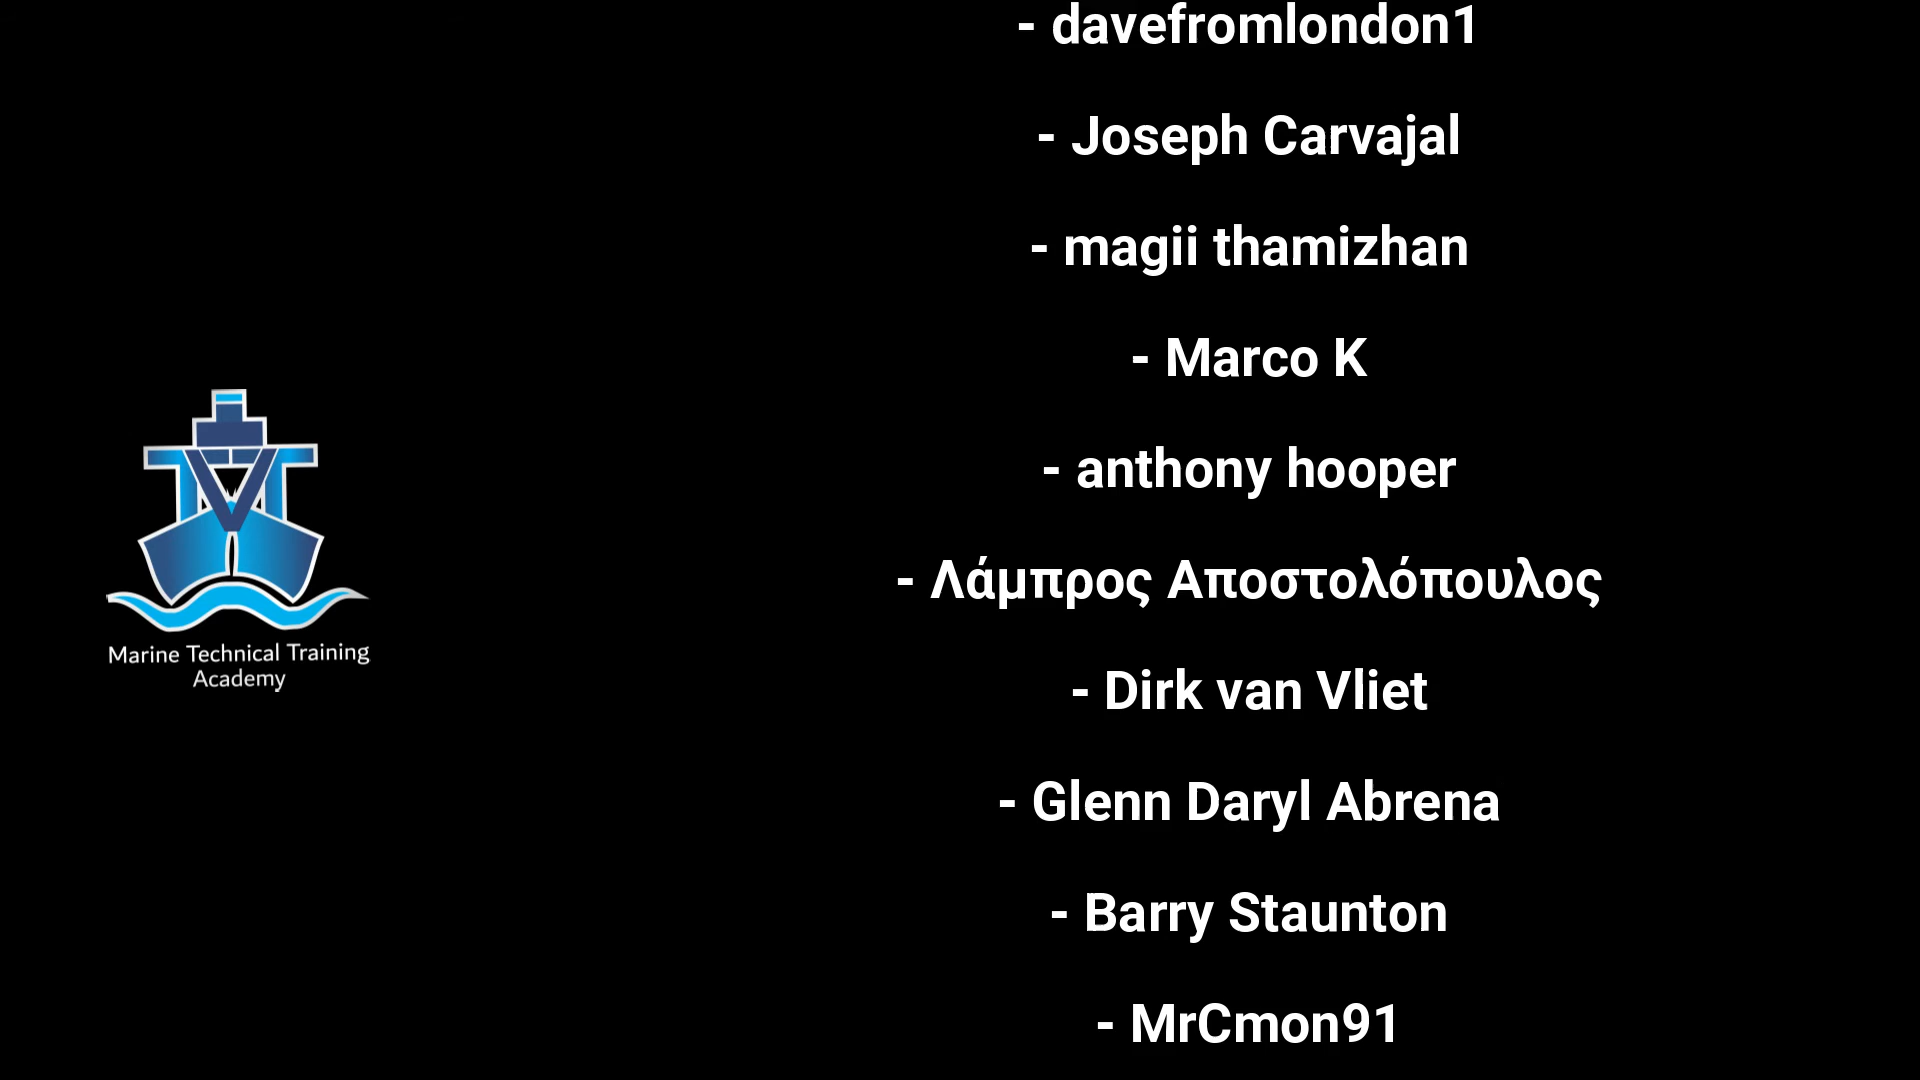 - davefromlondon1
- Joseph Carvajal
- magii thamizhan
- Marco K
- anthony hooper
- Λάμπρος Αποστολόπουλος
- Dirk van Vliet
- Glenn Daryl Abrena
- Barry Staunton
- MrCmon91
Marine Technical Training
Academy